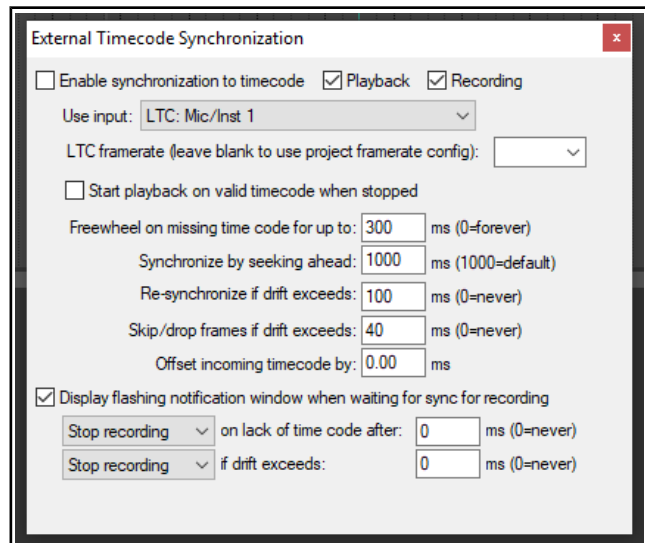 External Timecode Synchronization x
Enable synchronization to timecode Playback Recording
Use input: LTC: Mic/Inst 1
LTC framerate (leave blank to use project framerate config):
Start playback on valid timecode when stopped
Freewheel on missing time code for up to: 300 ms (0=forever)
Synchronize by seeking ahead: 1000 ms (1000=default)
Re-synchronize if drift exceeds: 100 ms (0=never)
Skip/drop frames if drift exceeds: 40 ms (0=never)
Offset incoming timecode by: 0.00 ms
Display flashing notification window when waiting for sync for recording
Stop recording on lack of time code after: 0 ms (0=never)
Stop recording if drift exceeds: 0 ms (0=never)